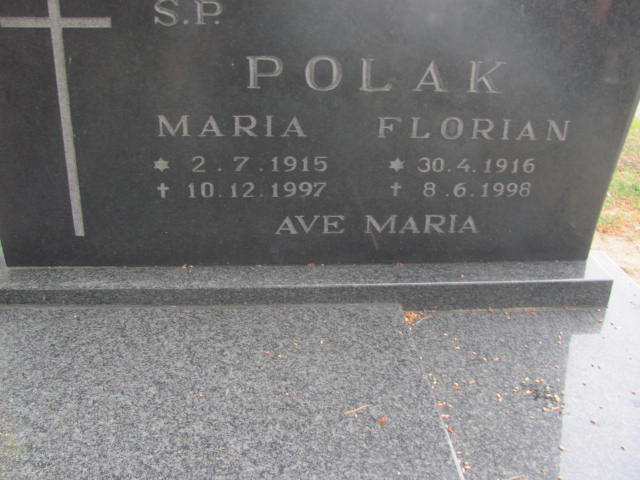 S.P.
POLAK
MARIA FLORIAN
* 2.7.1915 * 30.4.1916
† 10.12.1997 † 8.6.1998
AVE MARIA